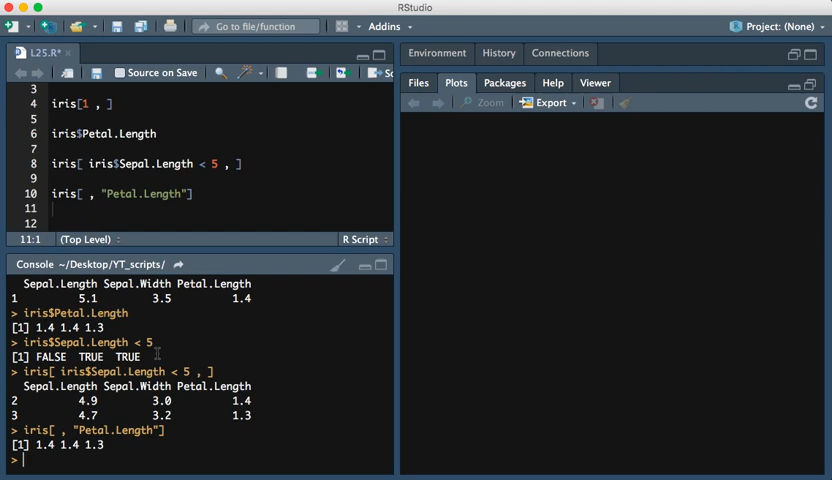 RStudio
Go to file/function
Addins
Project: (None)
L25.R*
Source on Save
3
4 iris[1 , ]
5
6 iris$Petal.Length
7
8 iris[ iris$Sepal.Length < 5 , ]
9
10 iris[ , "Petal.Length"]
11
12
11:1 (Top Level) R Script
Console ~/Desktop/YT_scripts/
Sepal.Length Sepal.Width Petal.Length
1 5.1 3.5 1.4
> iris$Petal.Length
[1] 1.4 1.4 1.3
> iris$Sepal.Length < 5
[1] FALSE TRUE TRUE
> iris[ iris$Sepal.Length < 5 , ]
Sepal.Length Sepal.Width Petal.Length
2 4.9 3.0 1.4
3 4.7 3.2 1.3
> iris[ , "Petal.Length"]
[1] 1.4 1.4 1.3
>
Environment History Connections
Files Plots Packages Help Viewer
Zoom Export